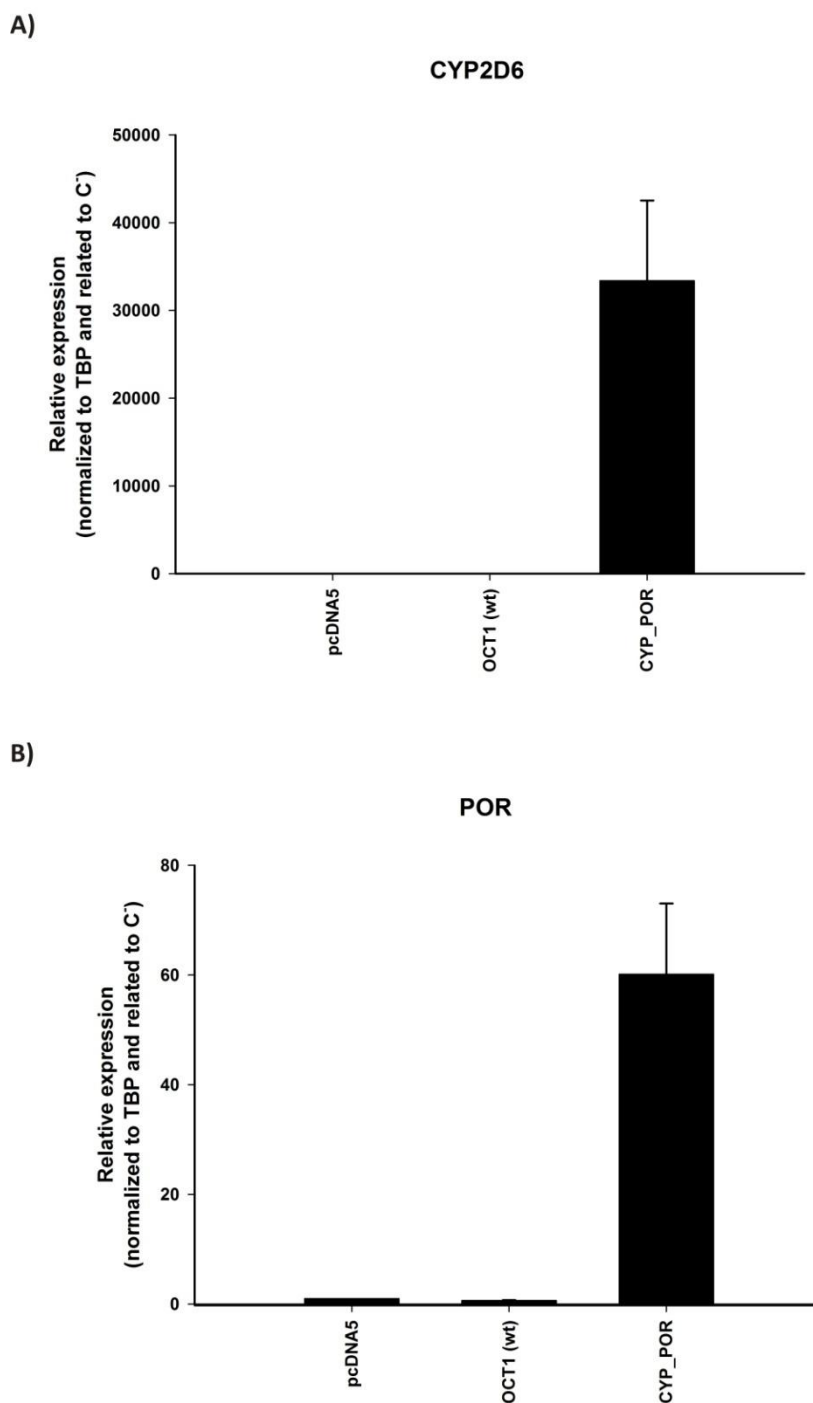 A)
CYP2D6
Relative expression
(normalized to TBP and related to C⁻)
50000
40000
30000
20000
10000
0
pcDNA5
OCT1 (wt)
CYP_POR
B)
POR
Relative expression
(normalized to TBP and related to C⁻)
80
60
40
20
0
pcDNA5
OCT1 (wt)
CYP_POR